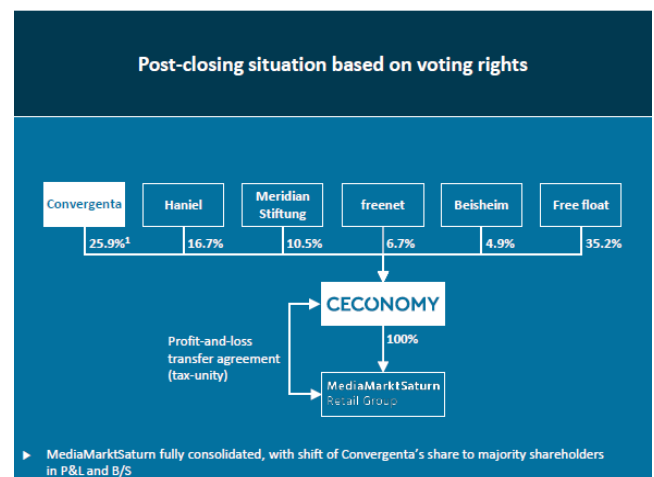 Post-closing situation based on voting rights
Convergenta
Haniel
Meridian
Stiftung
freenet
Beisheim
Free float
25.9%¹
16.7%
10.5%
6.7%
4.9%
35.2%
CECONOMY
Profit-and-loss
transfer agreement
(tax-unity)
100%
MediaMarktSaturn
Retail Group
► MediaMarktSaturn fully consolidated, with shift of Convergenta's share to majority shareholders
in P&L and B/S